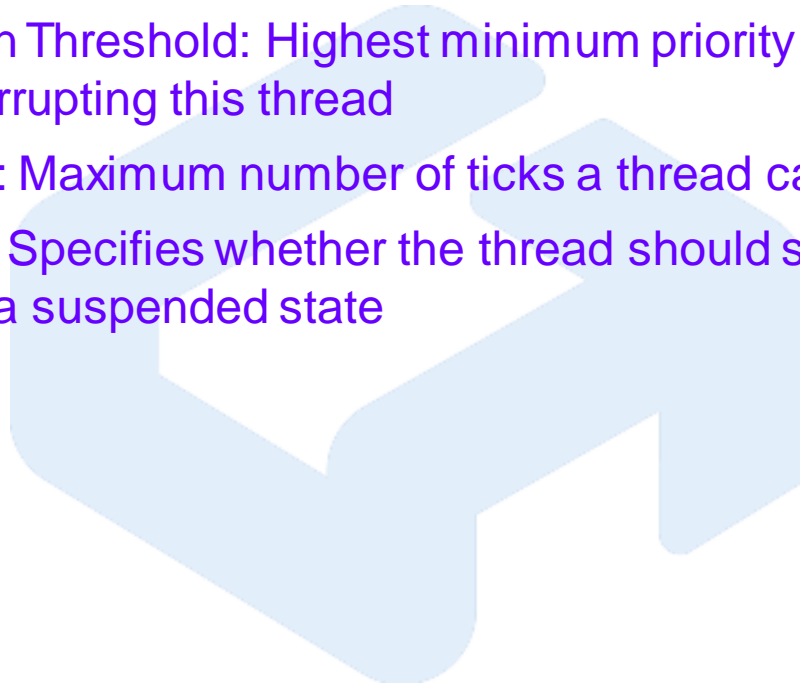 n Threshold: Highest minimum priority
rrupting this thread
: Maximum number of ticks a thread ca
Specifies whether the thread should s
a suspended state